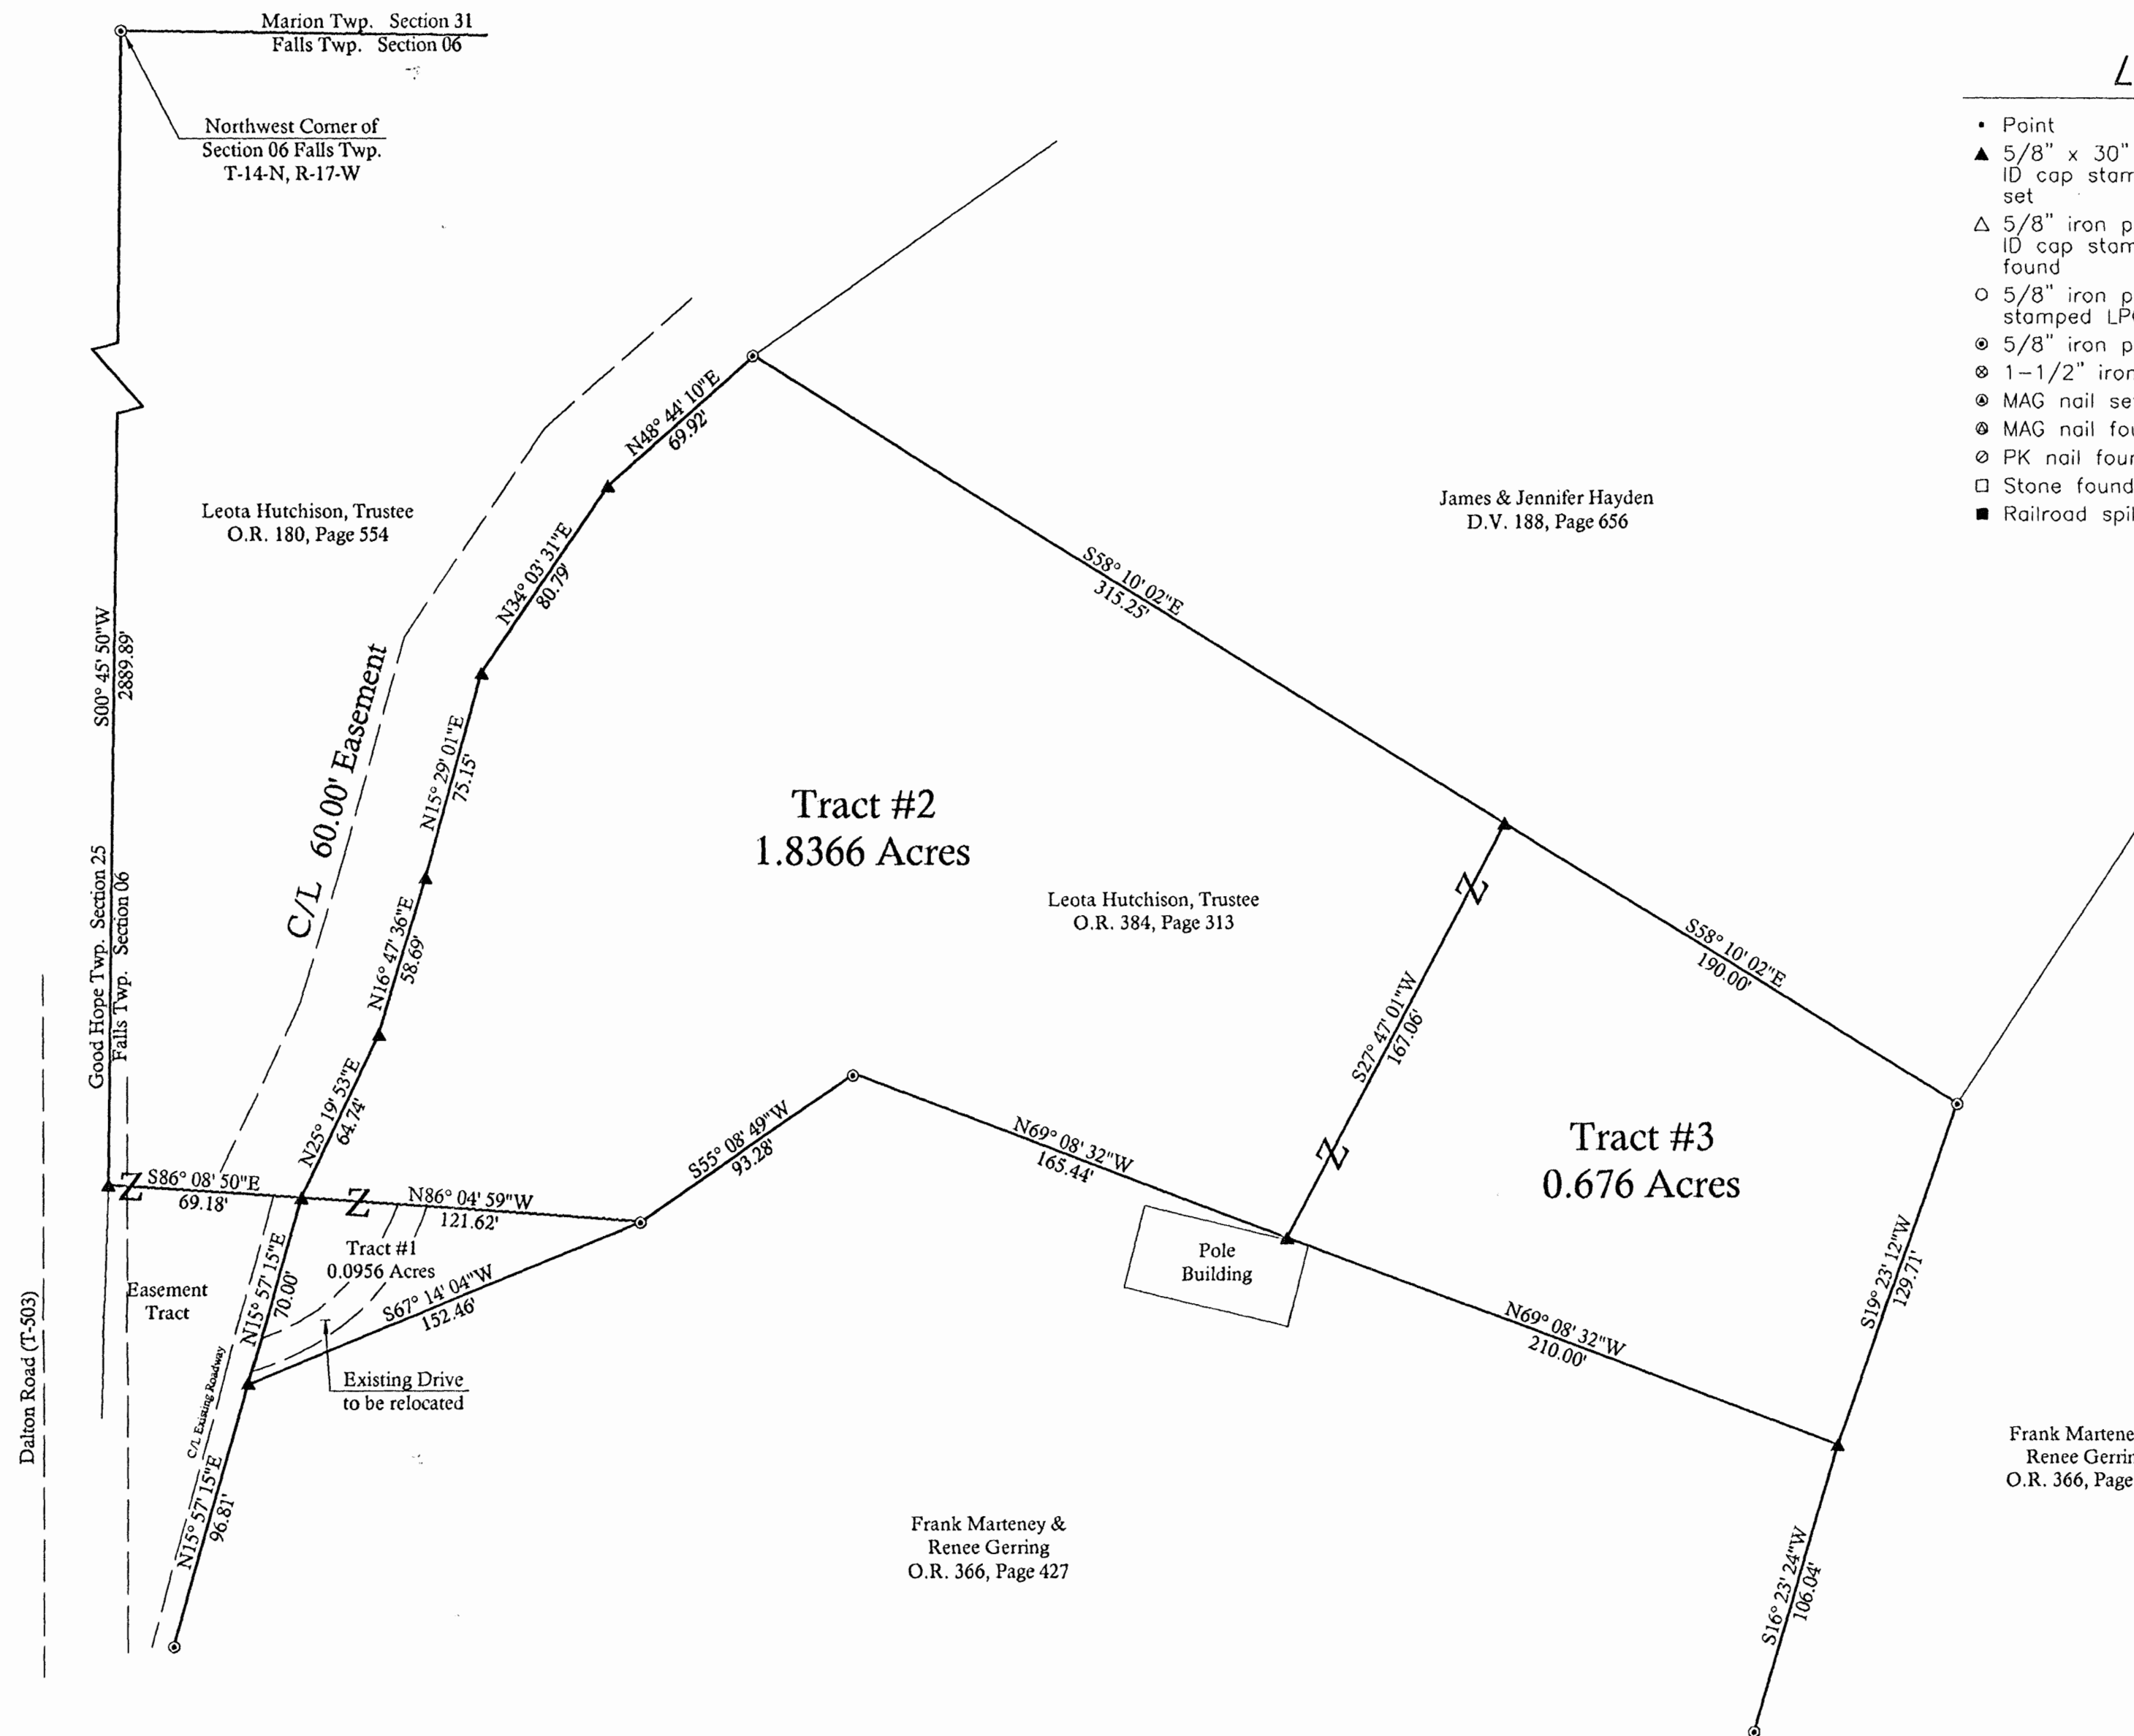 Marion Twp. Section 31
Falls Twp. Section 06
Northwest Corner of
Section 06 Falls Twp.
T-14-N, R-17-W
• Point
▲ 5/8" x 30"
ID cap
set
△ 5/8" iron
ID cap
found
○ 5/8" iron
stamped
5/8" iron
1-1/2"
MAG nail
MAG nail
PK nail
□ Stone found
■ Railroad
Leota Hutchison, Trustee
O.R. 180, Page 554
James & Jennifer Hayden
D.V. 188, Page 656
N48° 44' 10"E
69.92'
N34° 03' 31"E
80.79'
S58° 10' 02"E
315.25'
S00° 45' 50"W
2889.89'
C/L 60.00' Easement
N15° 29' 01"E
75.15'
Tract #2
1.8366 Acres
Leota Hutchison, Trustee
O.R. 384, Page 313
Good Hope Twp. Section 25
Falls Twp. Section 06
N16° 47' 36"E
58.69'
S58° 10' 02"E
190.00'
S27° 47' 01"W
167.06'
N25° 19' 53"E
64.74'
S55° 08' 49"W
93.28'
N69° 08' 32"W
165.44'
Tract #3
0.676 Acres
S86° 08' 50"E
69.18'
N86° 04' 59"W
121.62'
Tract #1
0.0956 Acres
N15° 57' 15"E
70.00'
S67° 14' 04"W
152.46'
Pole
Building
Easement
Tract
S19° 23' 12"W
129.71'
N69° 08' 32"W
210.00'
Dalton Road (T-503)
C/L Existing Roadway
Existing Drive
to be relocated
N15° 57' 15"E
96.81'
Frank Marteney &
Renee Gerring
O.R. 366, Page 427
Frank
Renee
O.R. 366, Page
S16° 23' 24"W
106.04'